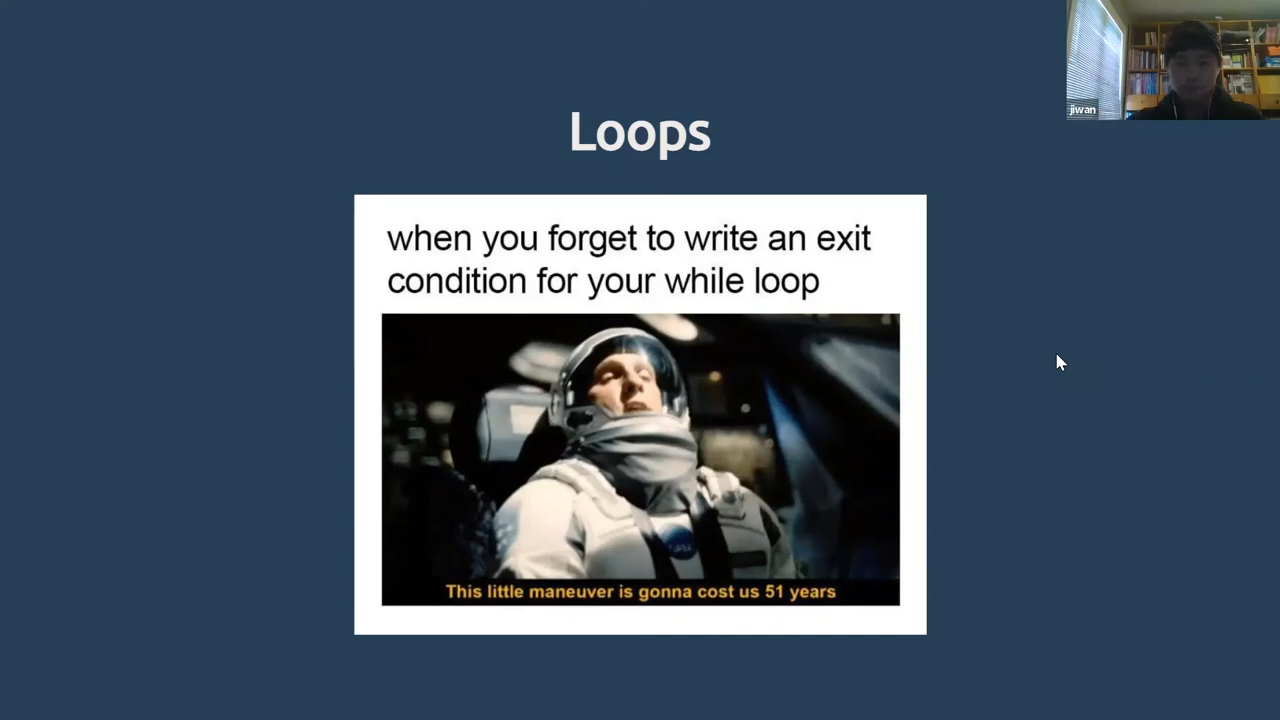 jiwan
Loops
when you forget to write an exit
condition for your while loop
This little maneuver is gonna cost us 51 years